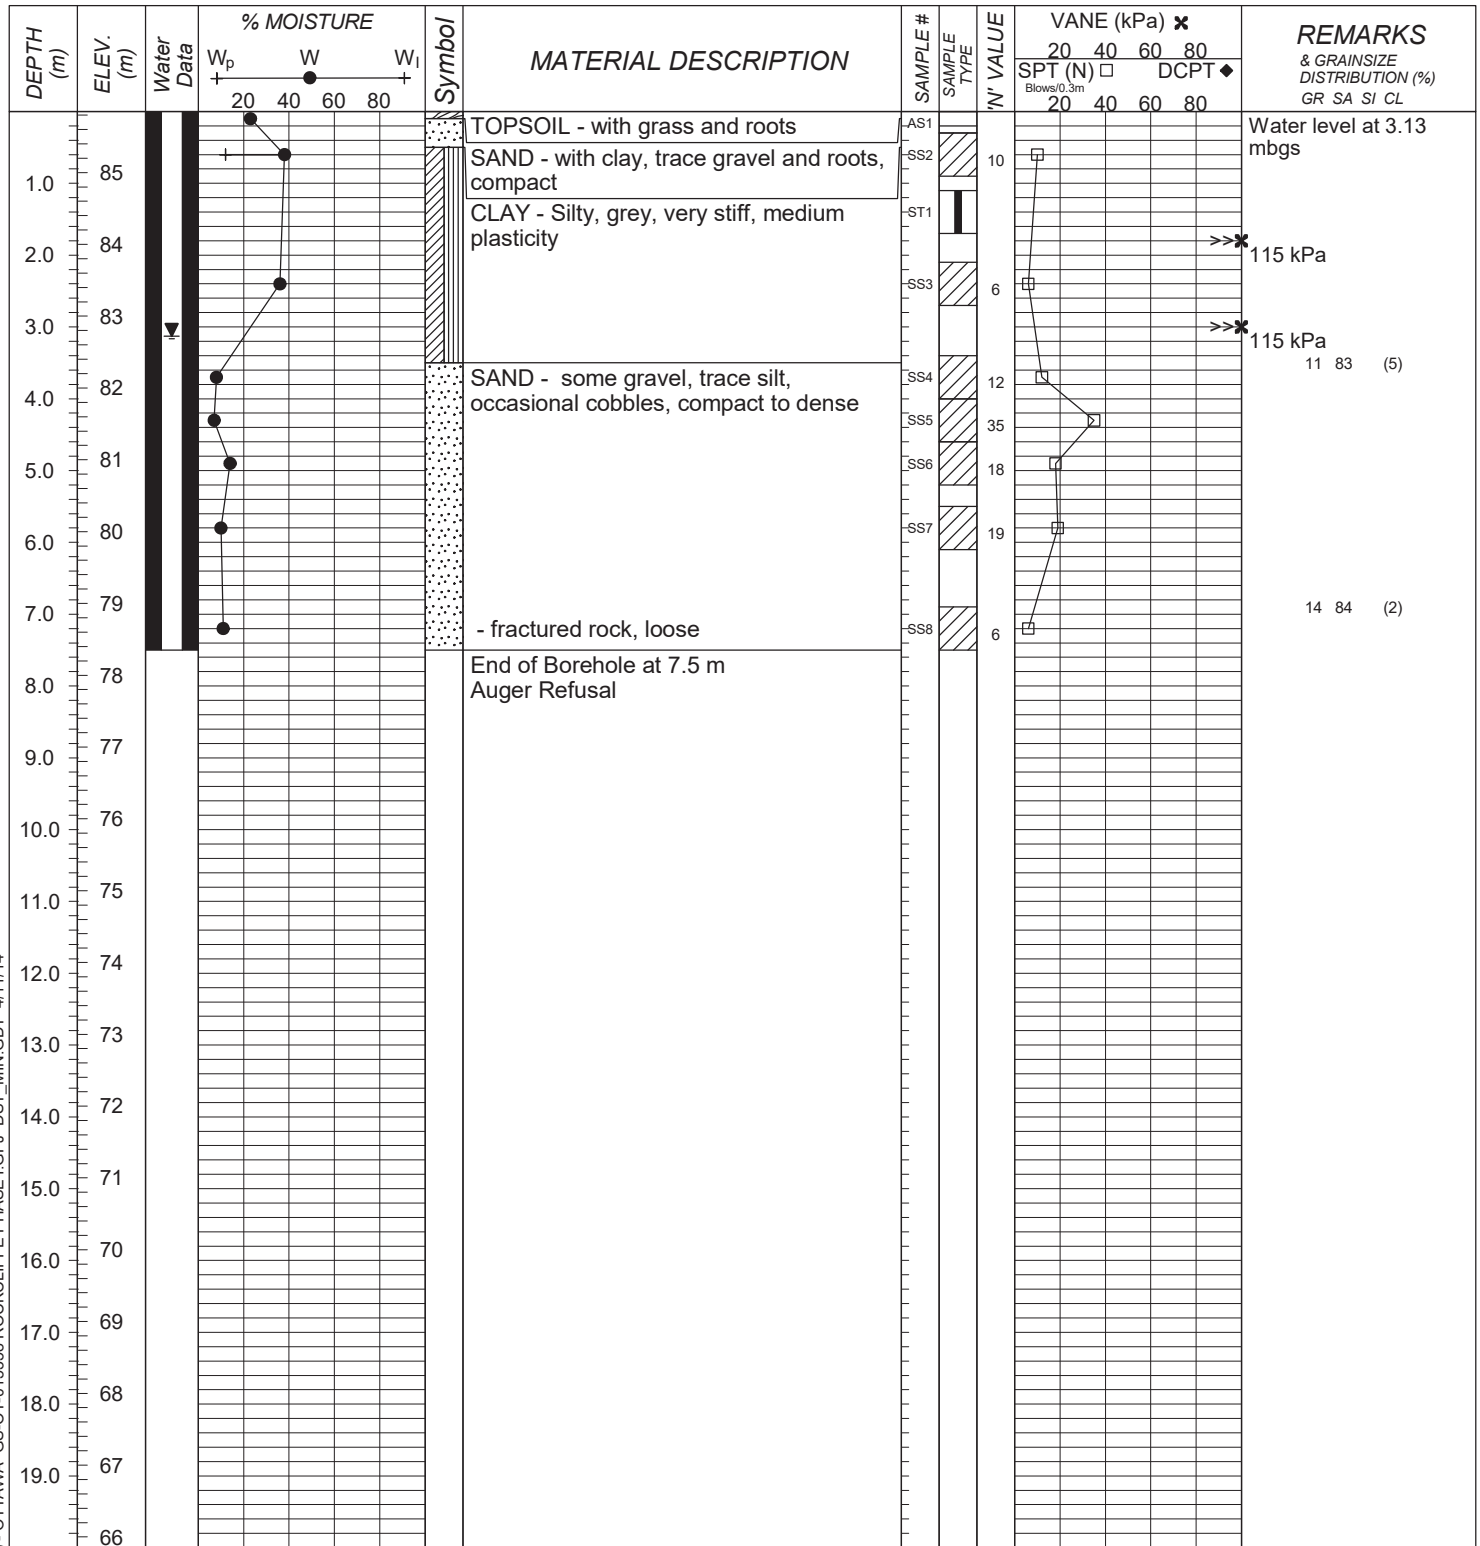 DEPTH (m)
ELEV. (m)
Water Data
% MOISTURE
Wp W Wl
20 40 60 80
Symbol
MATERIAL DESCRIPTION
SAMPLE #
SAMPLE TYPE
'N' VALUE
VANE (kPa)
20 40 60 80
SPT (N) DCPT
Blows/0.3m
20 40 60 80
REMARKS
& GRAINSIZE
DISTRIBUTION (%)
GR SA SI CL
TOPSOIL - with grass and roots
AS1
Water level at 3.13
mbgs
SAND - with clay, trace gravel and roots,
compact
SS2
10
85
1.0
CLAY - Silty, grey, very stiff, medium
plasticity
ST1
84
2.0
>>
115 kPa
SS3
6
83
3.0
>>
115 kPa
11 83 (5)
SAND - some gravel, trace silt,
occasional cobbles, compact to dense
SS4
12
82
4.0
SS5
35
81
SS6
18
5.0
80
SS7
19
6.0
79
14 84 (2)
7.0
- fractured rock, loose
SS8
6
End of Borehole at 7.5 m
Auger Refusal
78
8.0
77
9.0
76
10.0
75
11.0
74
12.0
73
13.0
72
14.0
71
15.0
70
16.0
69
17.0
68
18.0
67
19.0
66